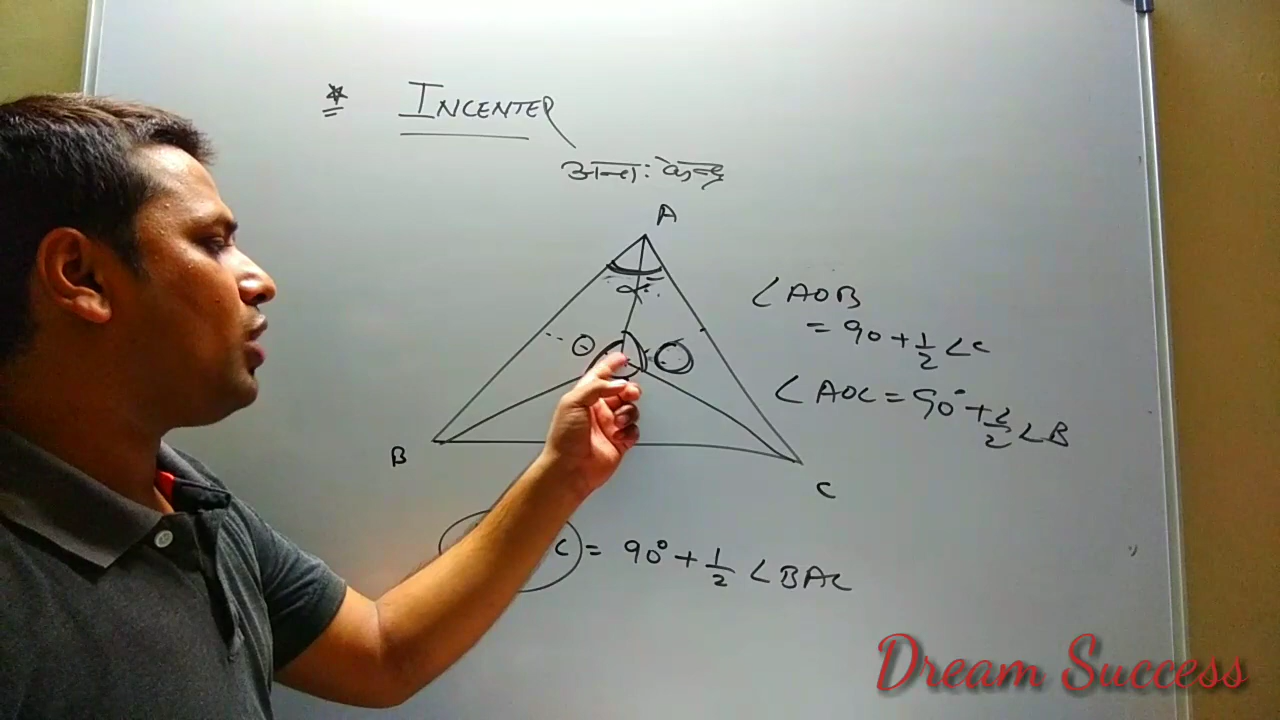 * INCENTER
अन्तः केन्द्र
A
α
∠AOB
= 90 + 1/2 ∠C
∠AOC = 90° + 1/2 ∠B
B
C
C = 90° + 1/2 ∠BAC
Dream Success